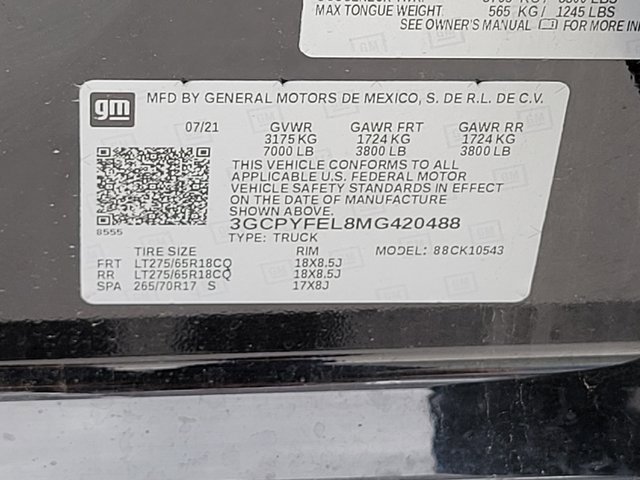 MAX TONGUE WEIGHT: 565 KG / 1245 LBS
SEE OWNER'S MANUAL FOR MORE IN
gm
MFD BY GENERAL MOTORS DE MEXICO, S. DE R.L. DE C.V.
07/21 GVWR GAWR FRT GAWR RR
3175 KG 1724 KG 1724 KG
7000 LB 3800 LB 3800 LB
THIS VEHICLE CONFORMS TO ALL
APPLICABLE U.S. FEDERAL MOTOR
VEHICLE SAFETY STANDARDS IN EFFECT
ON THE DATE OF MANUFACTURE
SHOWN ABOVE.
8555
3GCPYFEL8MG420488
TYPE: TRUCK MODEL: 88CK10543
TIRE SIZE RIM
FRT LT275/65R18CQ 18X8.5J
RR LT275/65R18CQ 18X8.5J
SPA 265/70R17 S 17X8J